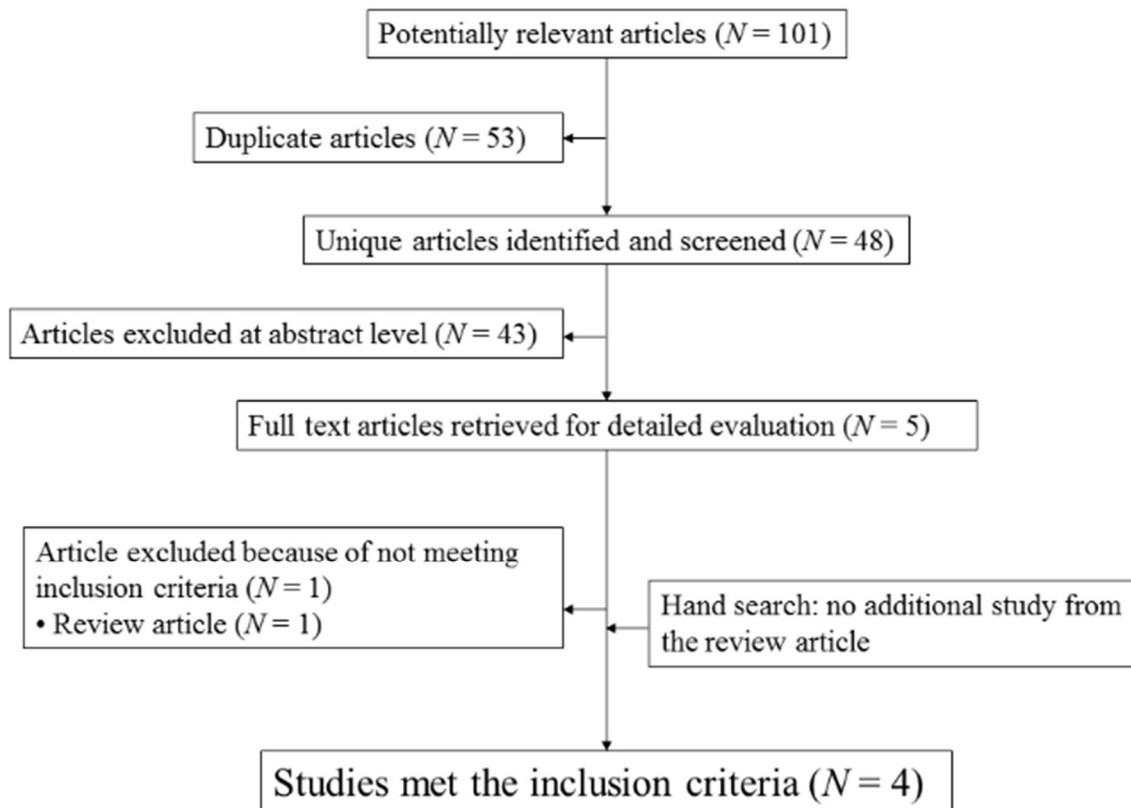 Potentially relevant articles (N = 101)
Duplicate articles (N = 53)
Unique articles identified and screened (N = 48)
Articles excluded at abstract level (N = 43)
Full text articles retrieved for detailed evaluation (N = 5)
Article excluded because of not meeting
inclusion criteria (N = 1)
• Review article (N = 1)
Hand search: no additional study from
the review article
Studies met the inclusion criteria (N = 4)